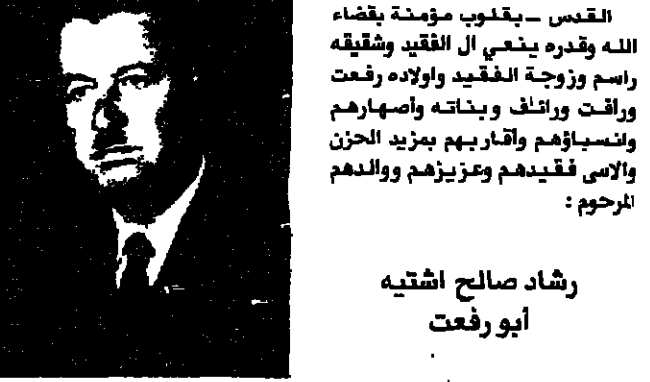 القدس – بقلوب مؤمنة بقضاء
الله وقدره ينعي ال الفقيد وشقيقه
راسم وزوجة الفقيد واولاده رفعت
ورافت ورائف وبناته وأصهارهم
وانسباؤهم وأقاربهم بمزيد الحزن
والاسى فقيدهم وعزيزهم ووالدهم
المرحوم :
رشاد صالح اشتيه
أبو رفعت